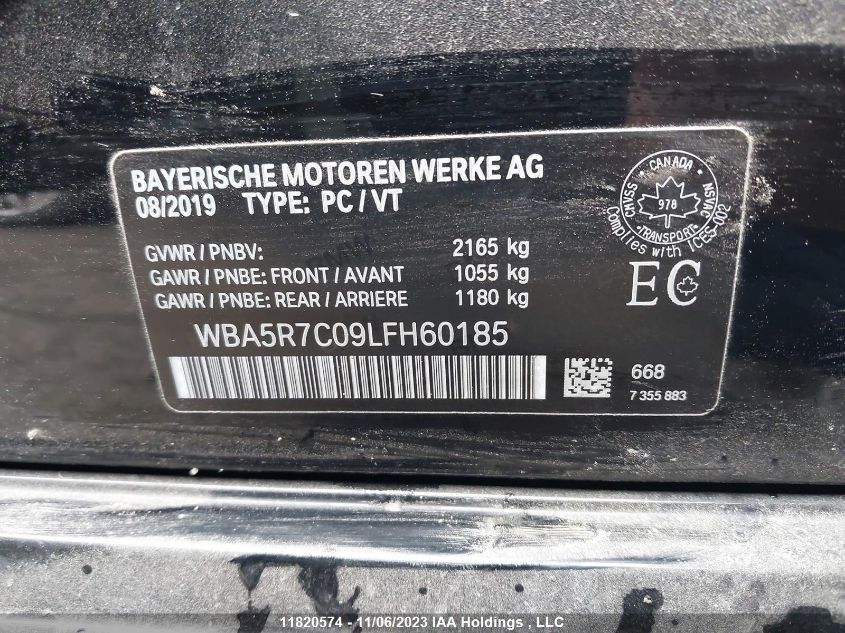 BAYERISCHE MOTOREN WERKE AG
08/2019 TYPE: PC / VT
GVWR / PNBV: 2165 kg
GAWR / PNBE: FRONT / AVANT 1055 kg
GAWR / PNBE: REAR / ARRIERE 1180 kg
WBA5R7C09LFH60185
CANADA
CMVSS 978 NSVAC
TRANSPORT
Complies with ICES-002
EC
668
7 355 883
11820574 - 11/06/2023 IAA Holdings , LLC